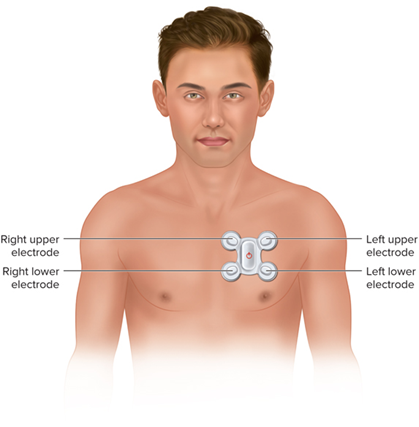 Right upper
electrode
Left upper
electrode
Right lower
electrode
Left lower
electrode